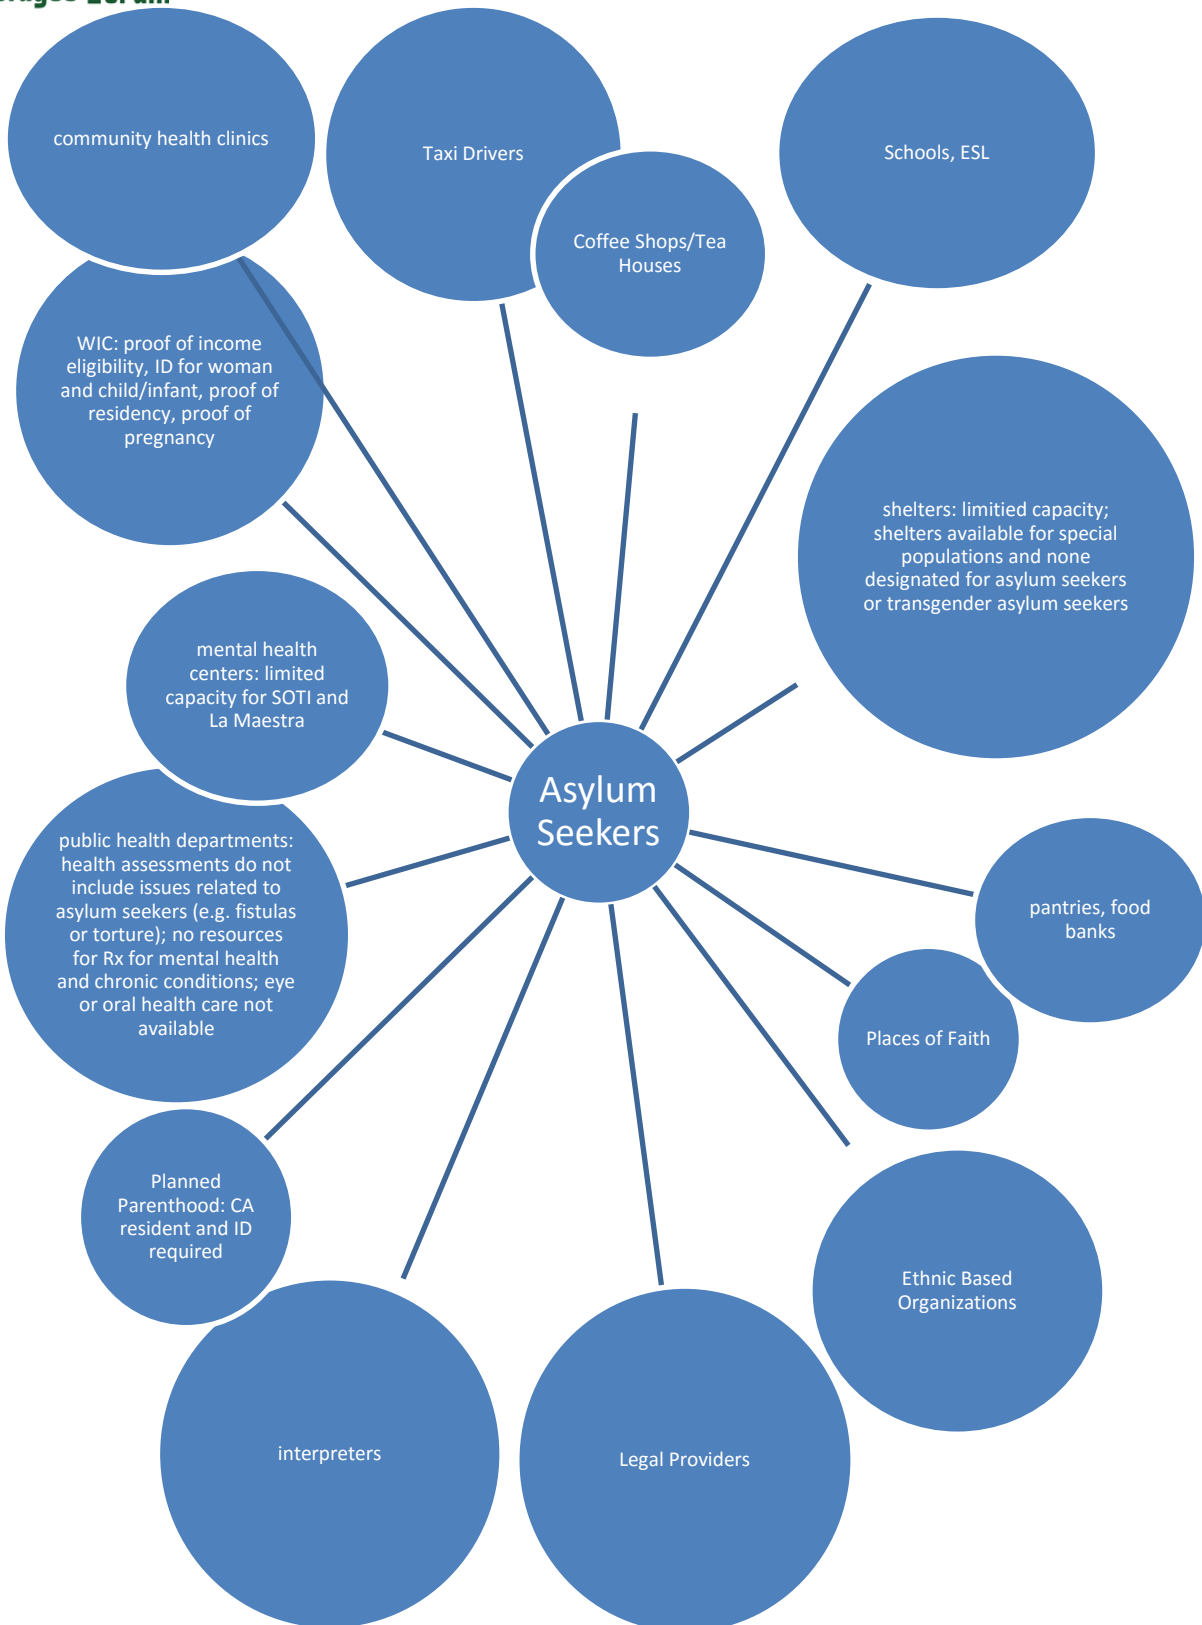 community health clinics
Taxi Drivers
Schools, ESL
Coffee Shops/Tea
Houses
WIC: proof of income
eligibility, ID for woman
and child/infant, proof of
residency, proof of
pregnancy
shelters: limitied capacity;
shelters available for special
populations and none
designated for asylum seekers
or transgender asylum seekers
mental health
centers: limited
capacity for SOTI and
La Maestra
Asylum
Seekers
public health departments:
health assessments do not
include issues related to
asylum seekers (e.g. fistulas
or torture); no resources
for Rx for mental health
and chronic conditions; eye
or oral health care not
available
pantries, food
banks
Places of Faith
Planned
Parenthood: CA
resident and ID
required
Ethnic Based
Organizations
interpreters
Legal Providers